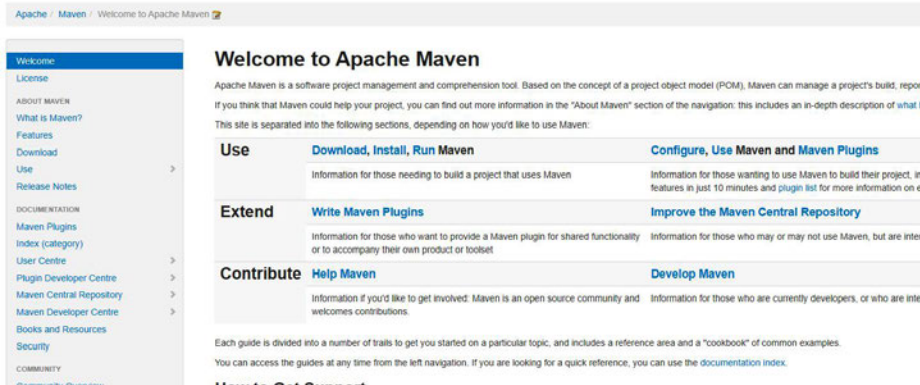 Apache / Maven / Welcome to Apache Maven
Welcome
License
ABOUT MAVEN
What is Maven?
Features
Download
Use
Release Notes
DOCUMENTATION
Maven Plugins
Index (category)
User Centre
Plugin Developer Centre
Maven Central Repository
Maven Developer Centre
Books and Resources
Security
COMMUNITY
Welcome to Apache Maven
Apache Maven is a software project management and comprehension tool. Based on the concept of a project object model (POM), Maven can manage a project's build, repor
If you think that Maven could help your project, you can find out more information in the "About Maven" section of the navigation: this includes an in-depth description of what
This site is separated into the following sections, depending on how you'd like to use Maven:
Use Download, Install, Run Maven Configure, Use Maven and Maven Plugins
Information for those needing to build a project that uses Maven Information for those wanting to use Maven to build their project, in
features in just 10 minutes and plugin list for more information on e
Extend Write Maven Plugins Improve the Maven Central Repository
Information for those who want to provide a Maven plugin for shared functionality Information for those who may or may not use Maven, but are inter
or to accompany their own product or toolset
Contribute Help Maven Develop Maven
Information if you'd like to get involved: Maven is an open source community and Information for those who are currently developers, or who are inte
welcomes contributions.
Each guide is divided into a number of trails to get you started on a particular topic, and includes a reference area and a "cookbook" of common examples.
You can access the guides at any time from the left navigation. If you are looking for a quick reference, you can use the documentation index.
How to Get Support